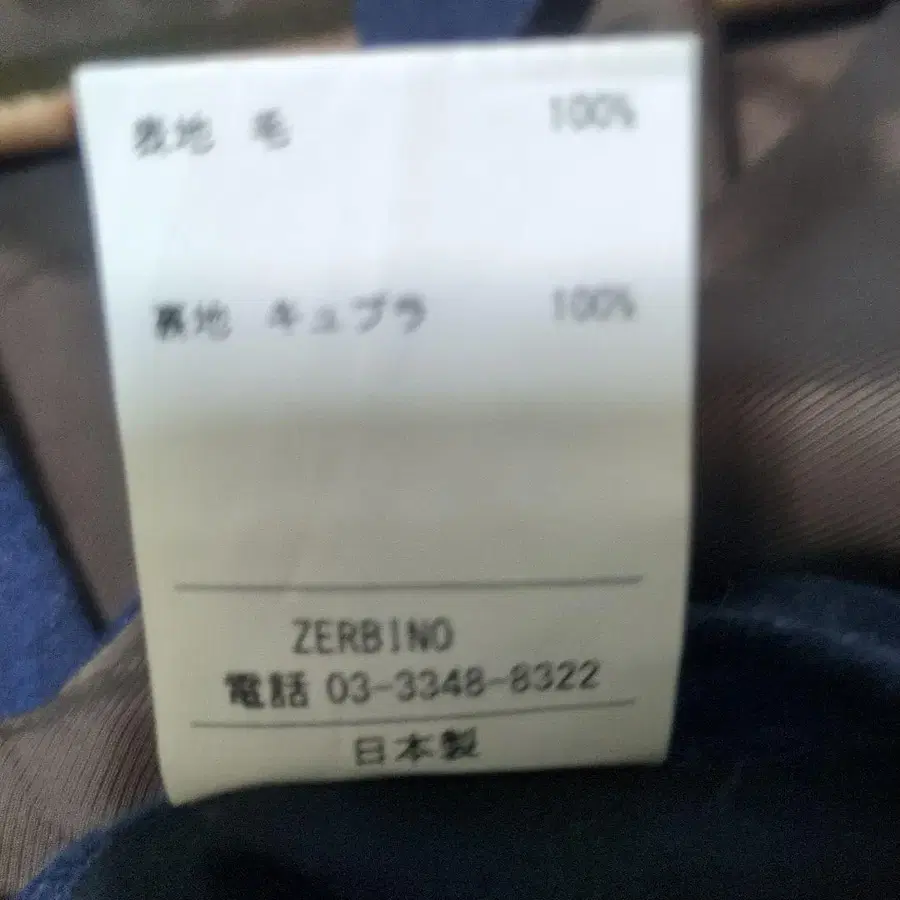 表地 毛 100%
裏地 キュプラ 100%
ZERBINO
電話 03-3348-8322
日本製